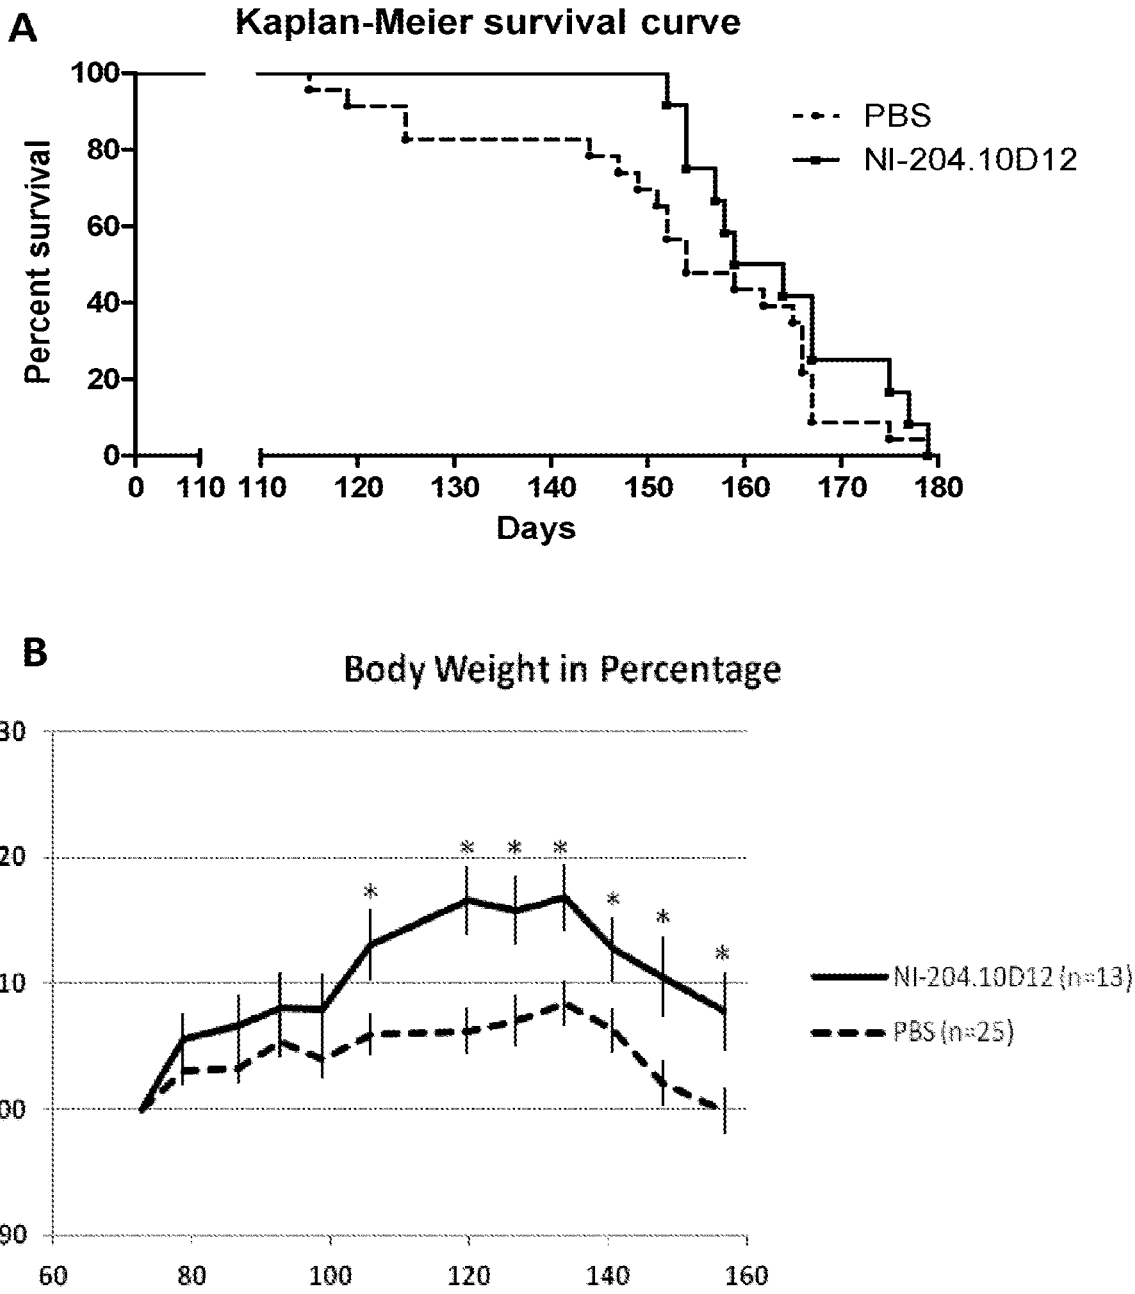 A
Kaplan-Meier survival curve
100
80
60
40
20
0
Percent survival
PBS
NI-204.10D12
0 110 110 120 130 140 150 160 170 180
Days
B
Body Weight in Percentage
30
20
10
00
90
* * * * * * *
NI-204.10D12 (n=13)
PBS (n=25)
60 80 100 120 140 160